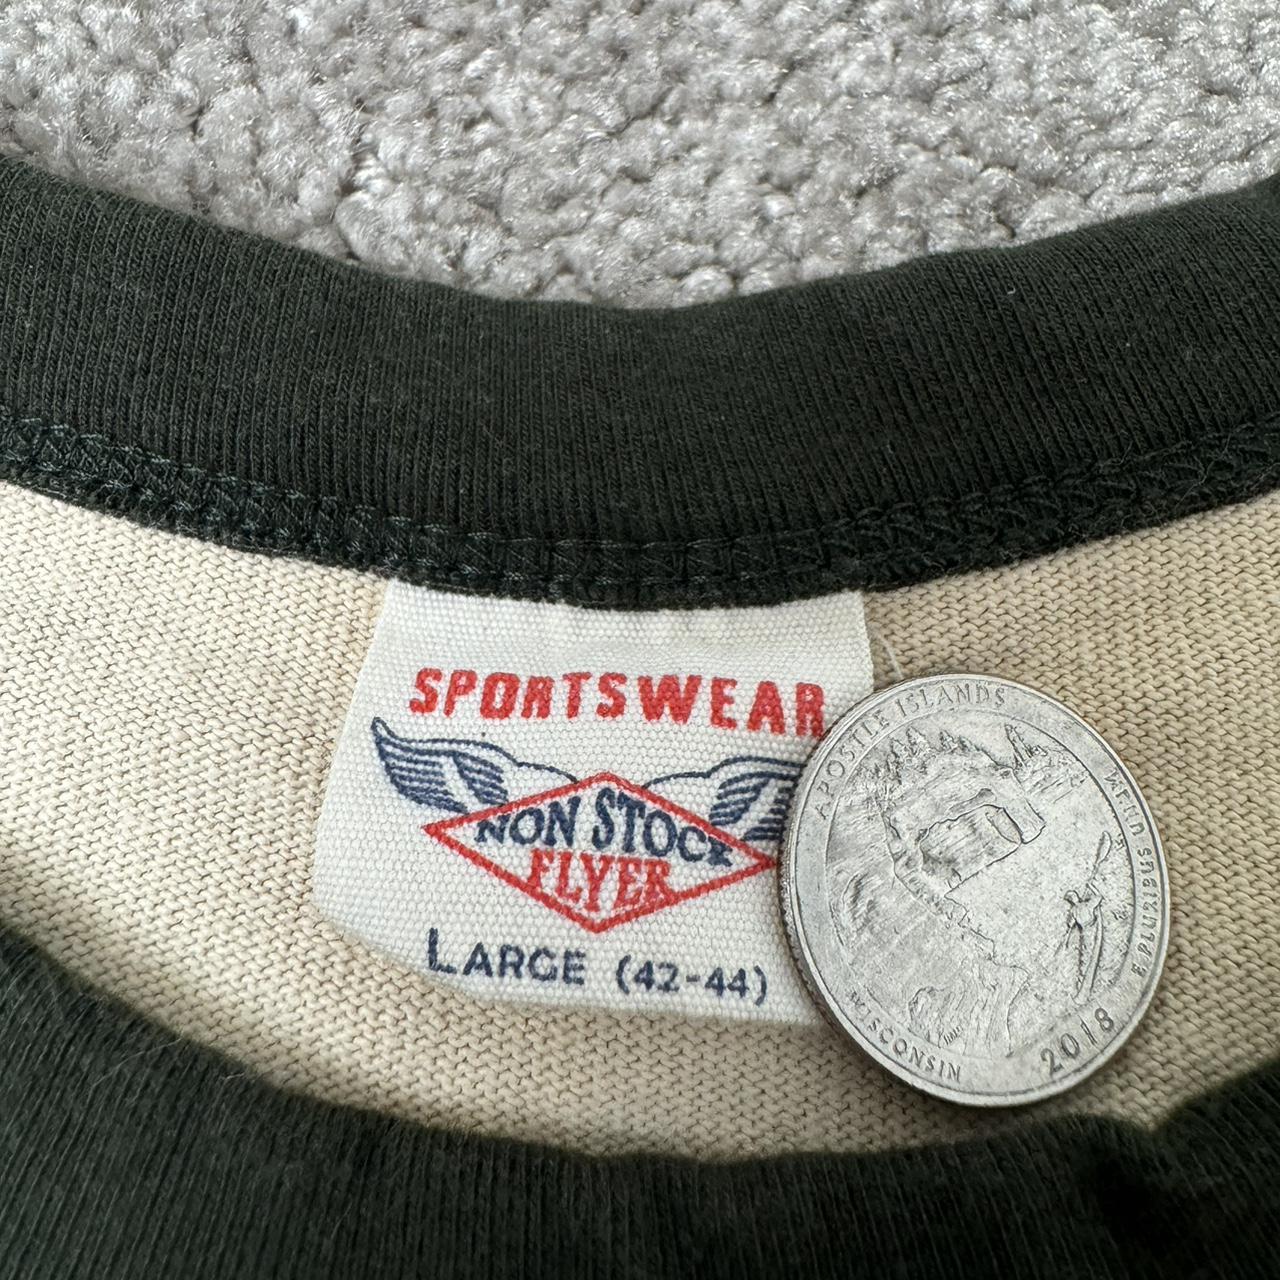 SPORTSWEAR
NON STOCK
FLYER
LARGE (42-44)
APOSTLE ISLANDS
WISCONSIN
2018
E PLURIBUS UNUM